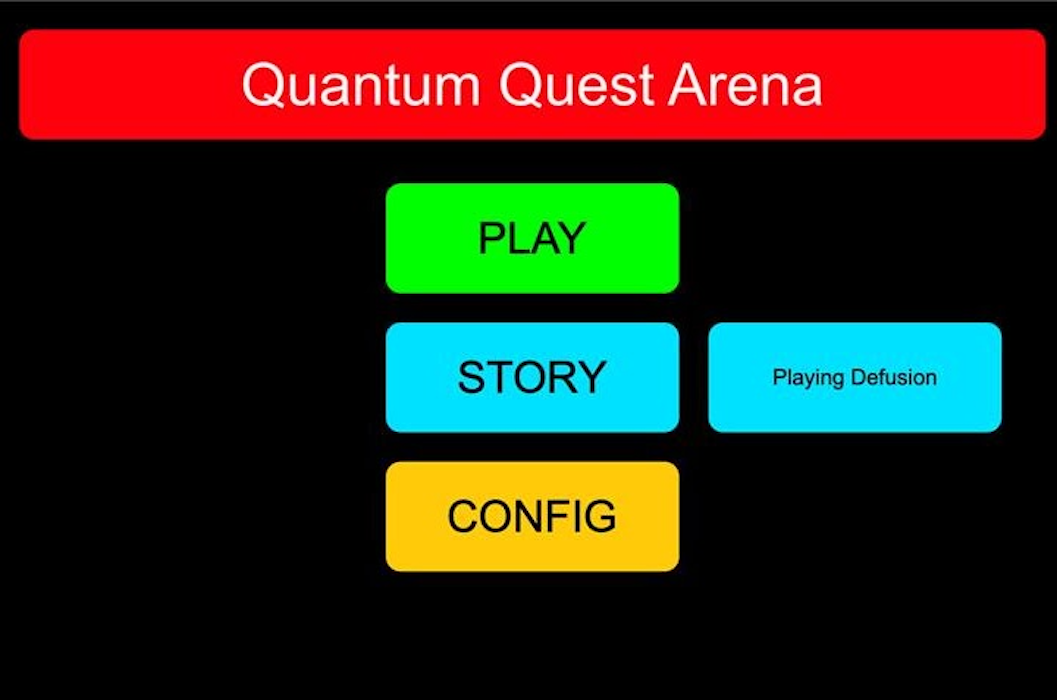 Quantum Quest Arena
PLAY
STORY
Playing Defusion
CONFIG